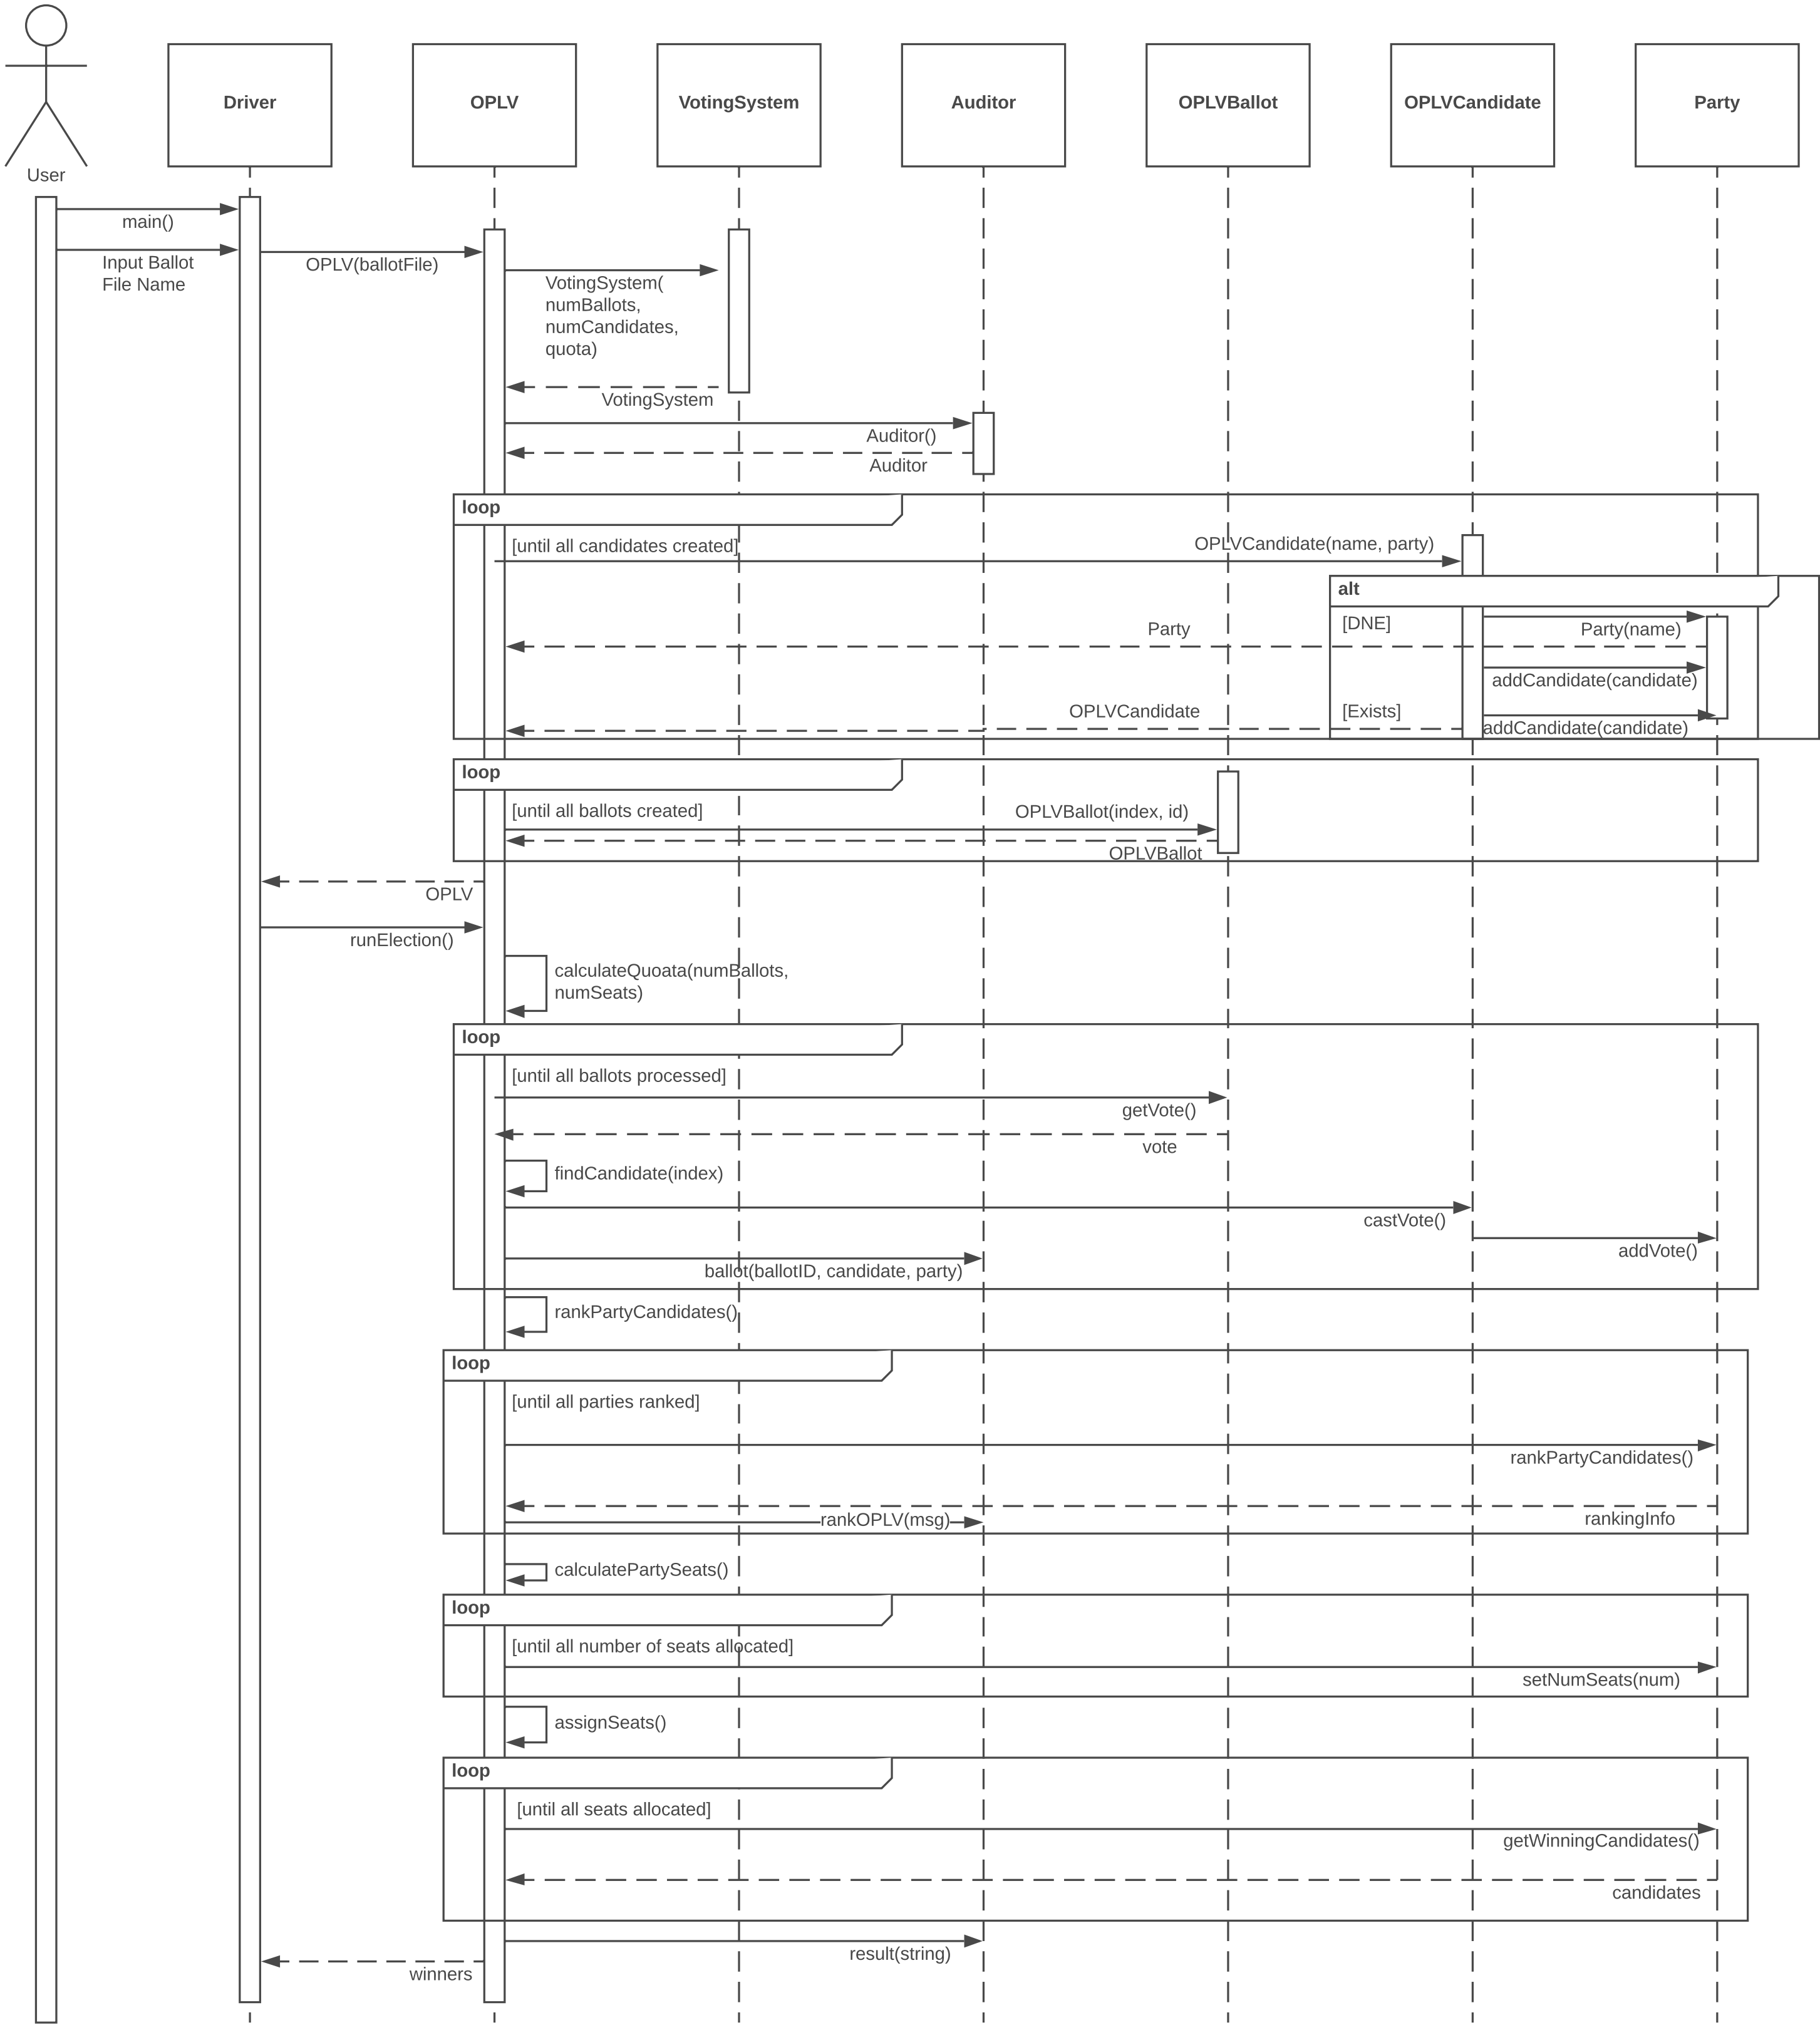 User
Driver
OPLV
VotingSystem
Auditor
OPLVBallot
OPLVCandidate
Party
main()
Input Ballot
File Name
OPLV(ballotFile)
VotingSystem(
numBallots,
numCandidates,
quota)
VotingSystem
Auditor()
Auditor
loop
[until all candidates created]
OPLVCandidate(name, party)
alt
[DNE]
Party(name)
Party
addCandidate(candidate)
[Exists]
OPLVCandidate
addCandidate(candidate)
loop
[until all ballots created]
OPLVBallot(index, id)
OPLVBallot
OPLV
runElection()
calculateQuoata(numBallots,
numSeats)
loop
[until all ballots processed]
getVote()
vote
findCandidate(index)
castVote()
addVote()
ballot(ballotID, candidate, party)
rankPartyCandidates()
loop
[until all parties ranked]
rankPartyCandidates()
rankingInfo
rankOPLV(msg)
calculatePartySeats()
loop
[until all number of seats allocated]
setNumSeats(num)
assignSeats()
loop
[until all seats allocated]
getWinningCandidates()
candidates
result(string)
winners